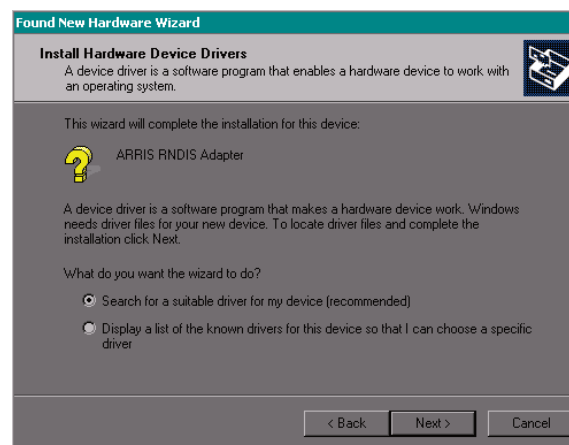 Found New Hardware Wizard
Install Hardware Device Drivers
A device driver is a software program that enables a hardware device to work with
an operating system.
This wizard will complete the installation for this device:
ARRIS RNDIS Adapter
A device driver is a software program that makes a hardware device work. Windows
needs driver files for your new device. To locate driver files and complete the
installation click Next.
What do you want the wizard to do?
Search for a suitable driver for my device (recommended)
Display a list of the known drivers for this device so that I can choose a specific
driver
< Back
Next >
Cancel